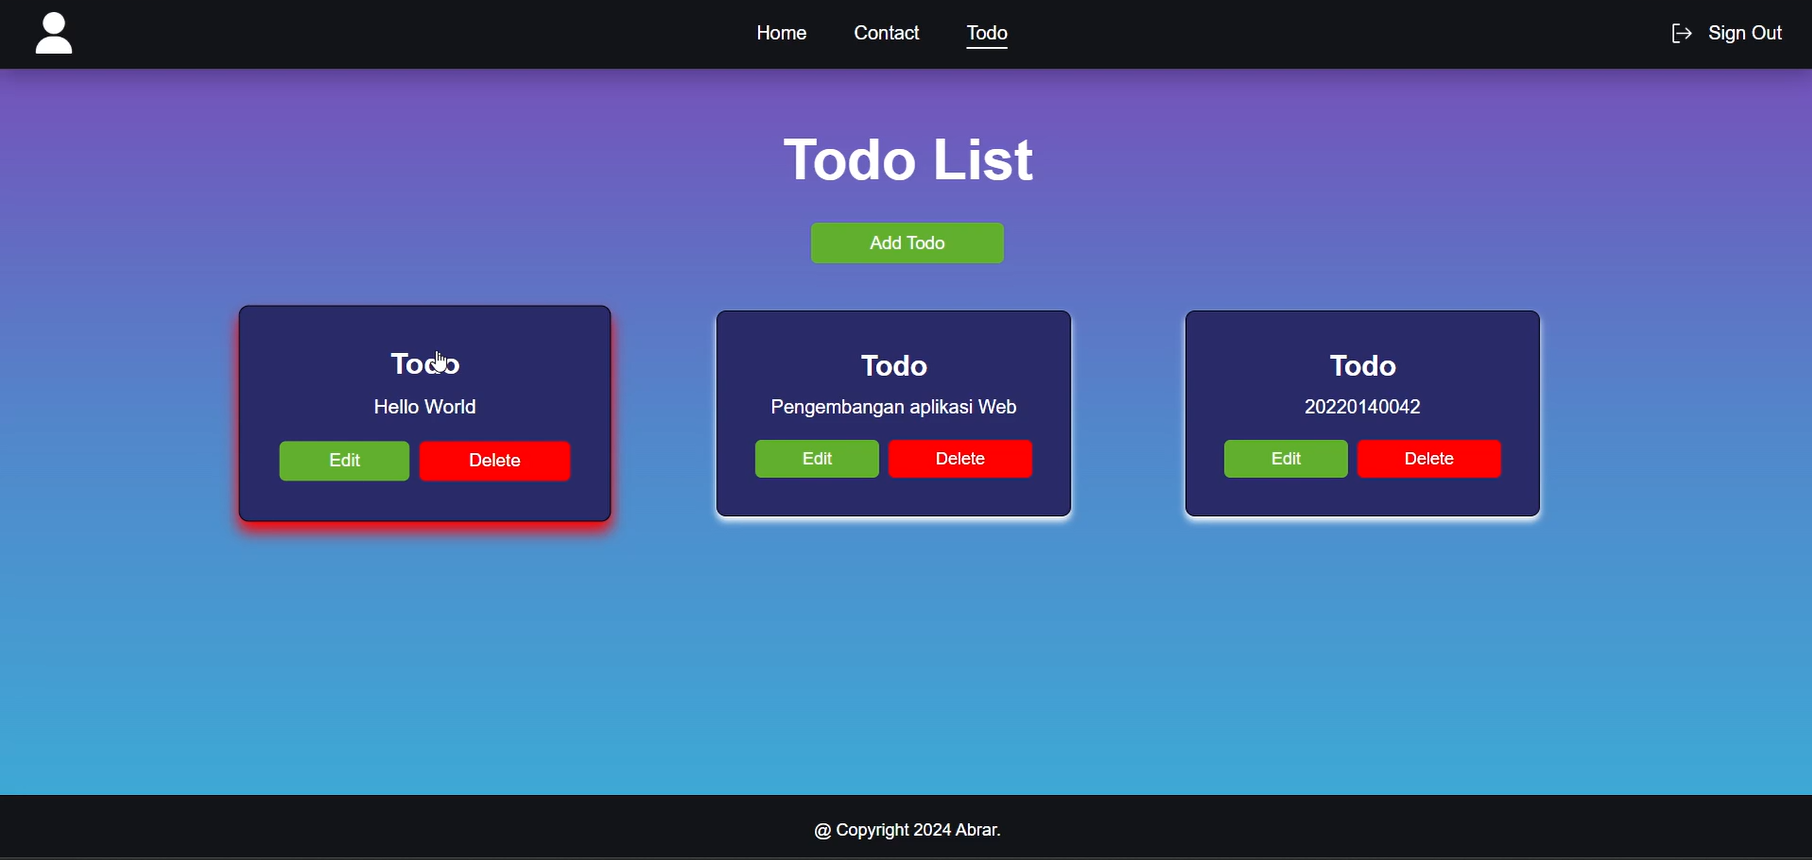 Home Contact Todo Sign Out
Todo List
Add Todo
Todo
Hello World
Edit Delete
Todo
Pengembangan aplikasi Web
Edit Delete
Todo
20220140042
Edit Delete
@ Copyright 2024 Abrar.